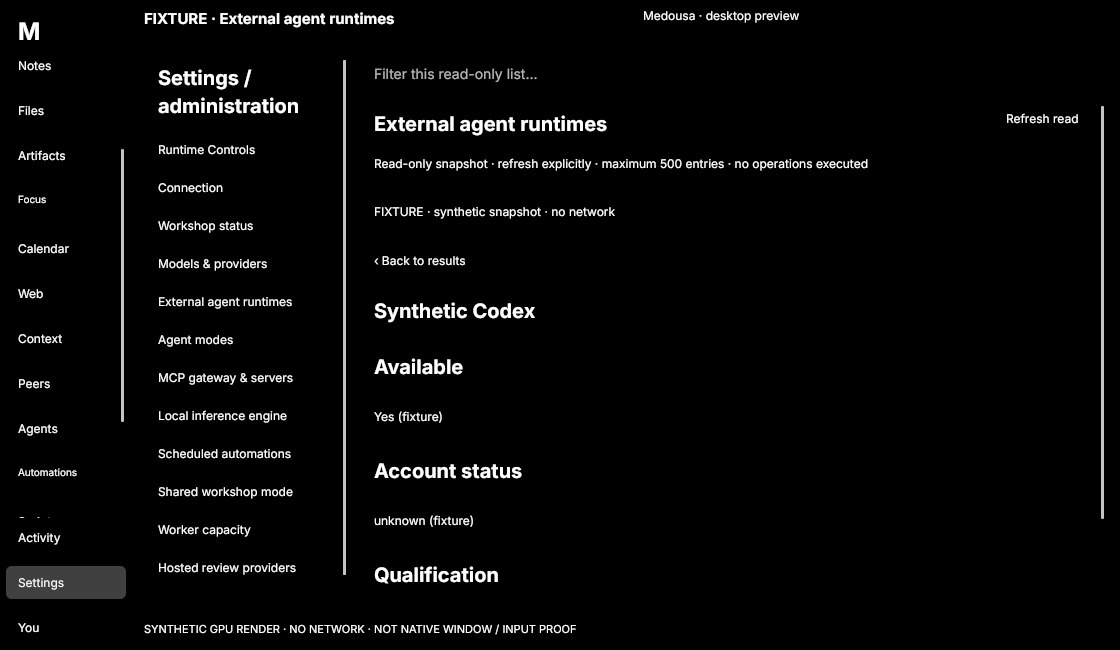 M
Notes
Files
Artifacts
Focus
Calendar
Web
Context
Peers
Agents
Automations
Activity
Settings
You
FIXTURE · External agent runtimes
Medousa · desktop preview
Settings /
administration
Runtime Controls
Connection
Workshop status
Models & providers
External agent runtimes
Agent modes
MCP gateway & servers
Local inference engine
Scheduled automations
Shared workshop mode
Worker capacity
Hosted review providers
Filter this read-only list...
External agent runtimes
Refresh read
Read-only snapshot · refresh explicitly · maximum 500 entries · no operations executed
FIXTURE · synthetic snapshot · no network
‹ Back to results
Synthetic Codex
Available
Yes (fixture)
Account status
unknown (fixture)
Qualification
SYNTHETIC GPU RENDER · NO NETWORK · NOT NATIVE WINDOW / INPUT PROOF